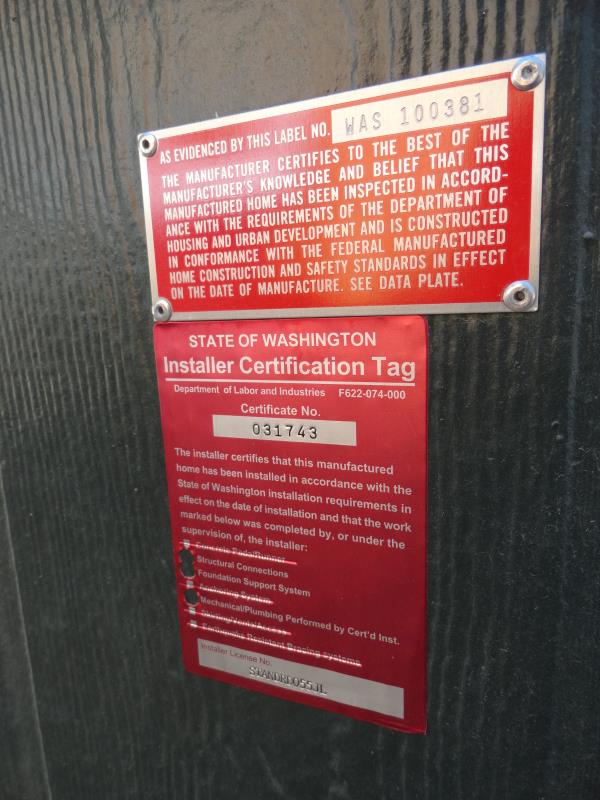 AS EVIDENCED BY THIS LABEL NO. WAS 100381
THE MANUFACTURER CERTIFIES TO THE BEST OF THE
MANUFACTURER'S KNOWLEDGE AND BELIEF THAT THIS
MANUFACTURED HOME HAS BEEN INSPECTED IN ACCORD-
ANCE WITH THE REQUIREMENTS OF THE DEPARTMENT OF
HOUSING AND URBAN DEVELOPMENT AND IS CONSTRUCTED
IN CONFORMANCE WITH THE FEDERAL MANUFACTURED
HOME CONSTRUCTION AND SAFETY STANDARDS IN EFFECT
ON THE DATE OF MANUFACTURE. SEE DATA PLATE.
STATE OF WASHINGTON
Installer Certification Tag
Department of Labor and Industries F622-074-000
Certificate No.
031743
The installer certifies that this manufactured
home has been installed in accordance with the
State of Washington installation requirements in
effect on the date of installation and that the work
marked below was completed by, or under the
supervision of, the installer:
Concrete Pads/Runner
Structural Connections
Foundation Support System
Anchoring System
Mechanical/Plumbing Performed by Cert'd Inst.
Skirting/Vents/Access
Earthquake Resistant Bracing systems
Installer License No.
STANDRD055JL